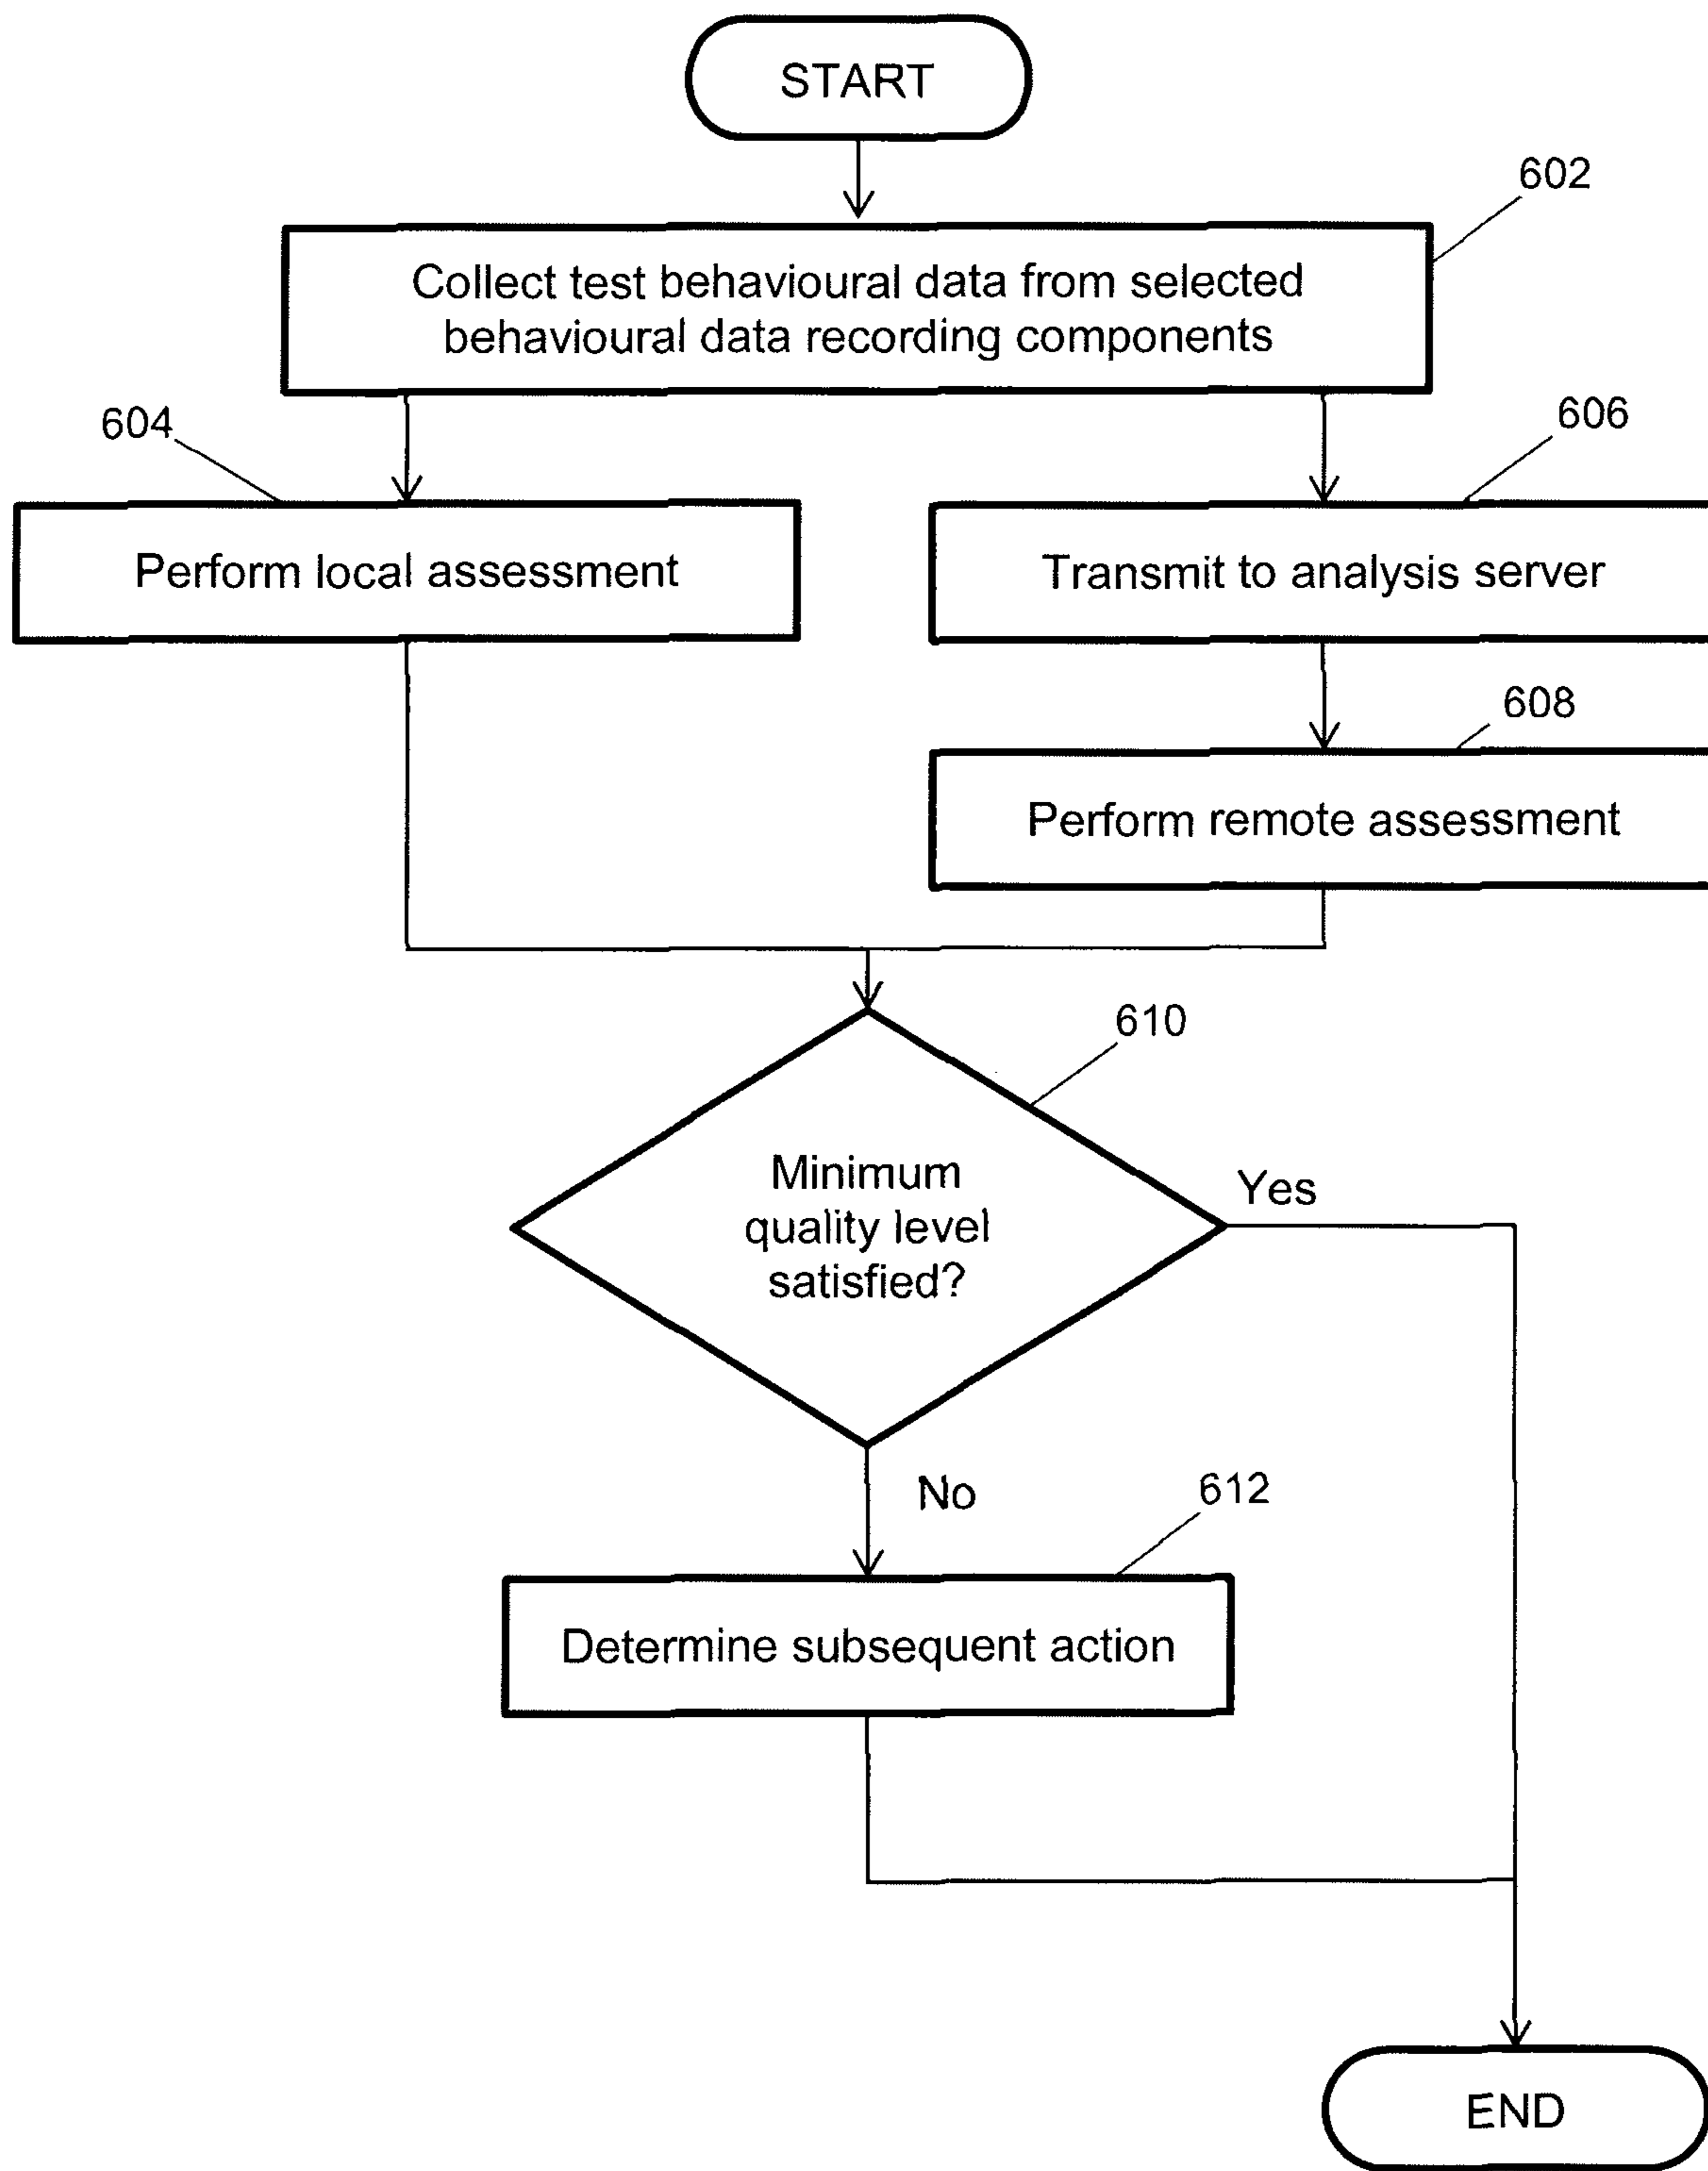 START
602
Collect test behavioural data from selected
behavioural data recording components
604
606
Perform local assessment
Transmit to analysis server
608
Perform remote assessment
610
Minimum
quality level
satisfied?
Yes
No
612
Determine subsequent action
END